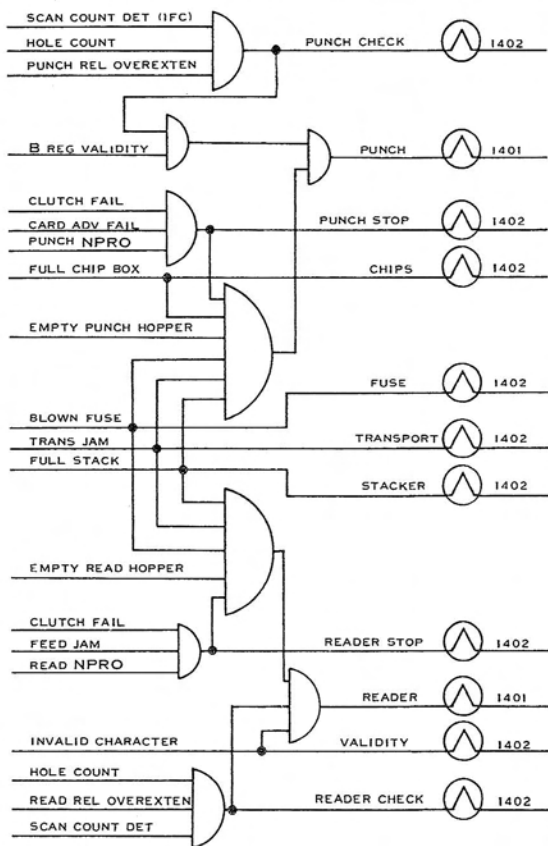 SCAN COUNT DET (IFC)
HOLE COUNT PUNCH CHECK 1402
PUNCH REL OVEREXTEN
B REG VALIDITY PUNCH 1401
CLUTCH FAIL
CARD ADV FAIL PUNCH STOP 1402
PUNCH NPRO
FULL CHIP BOX CHIPS 1402
EMPTY PUNCH HOPPER
FUSE 1402
BLOWN FUSE
TRANS JAM TRANSPORT 1402
FULL STACK
STACKER 1402
EMPTY READ HOPPER
CLUTCH FAIL
FEED JAM READER STOP 1402
READ NPRO
READER 1401
INVALID CHARACTER VALIDITY 1402
HOLE COUNT
READ REL OVEREXTEN READER CHECK 1402
SCAN COUNT DET